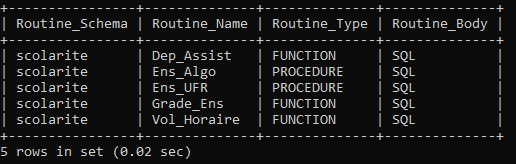 +----------------+--------------+--------------+--------------+
| Routine_Schema | Routine_Name | Routine_Type | Routine_Body |
+----------------+--------------+--------------+--------------+
| scolarite      | Dep_Assist   | FUNCTION     | SQL          |
| scolarite      | Ens_Algo     | PROCEDURE    | SQL          |
| scolarite      | Ens_UFR      | PROCEDURE    | SQL          |
| scolarite      | Grade_Ens    | FUNCTION     | SQL          |
| scolarite      | Vol_Horaire  | FUNCTION     | SQL          |
+----------------+--------------+--------------+--------------+
5 rows in set (0.02 sec)